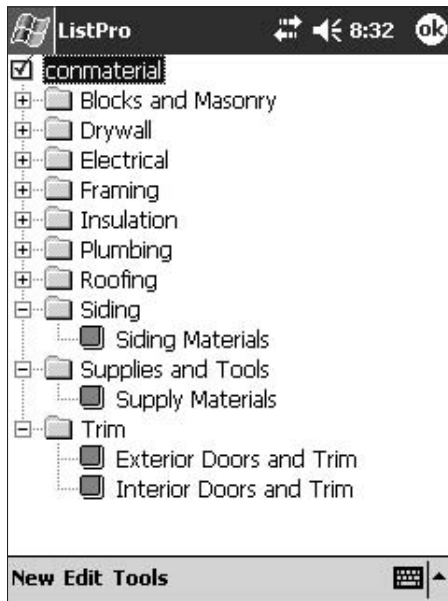 ListPro 8:32 ok
conmaterial
Blocks and Masonry
Drywall
Electrical
Framing
Insulation
Plumbing
Roofing
Siding
Siding Materials
Supplies and Tools
Supply Materials
Trim
Exterior Doors and Trim
Interior Doors and Trim
New Edit Tools